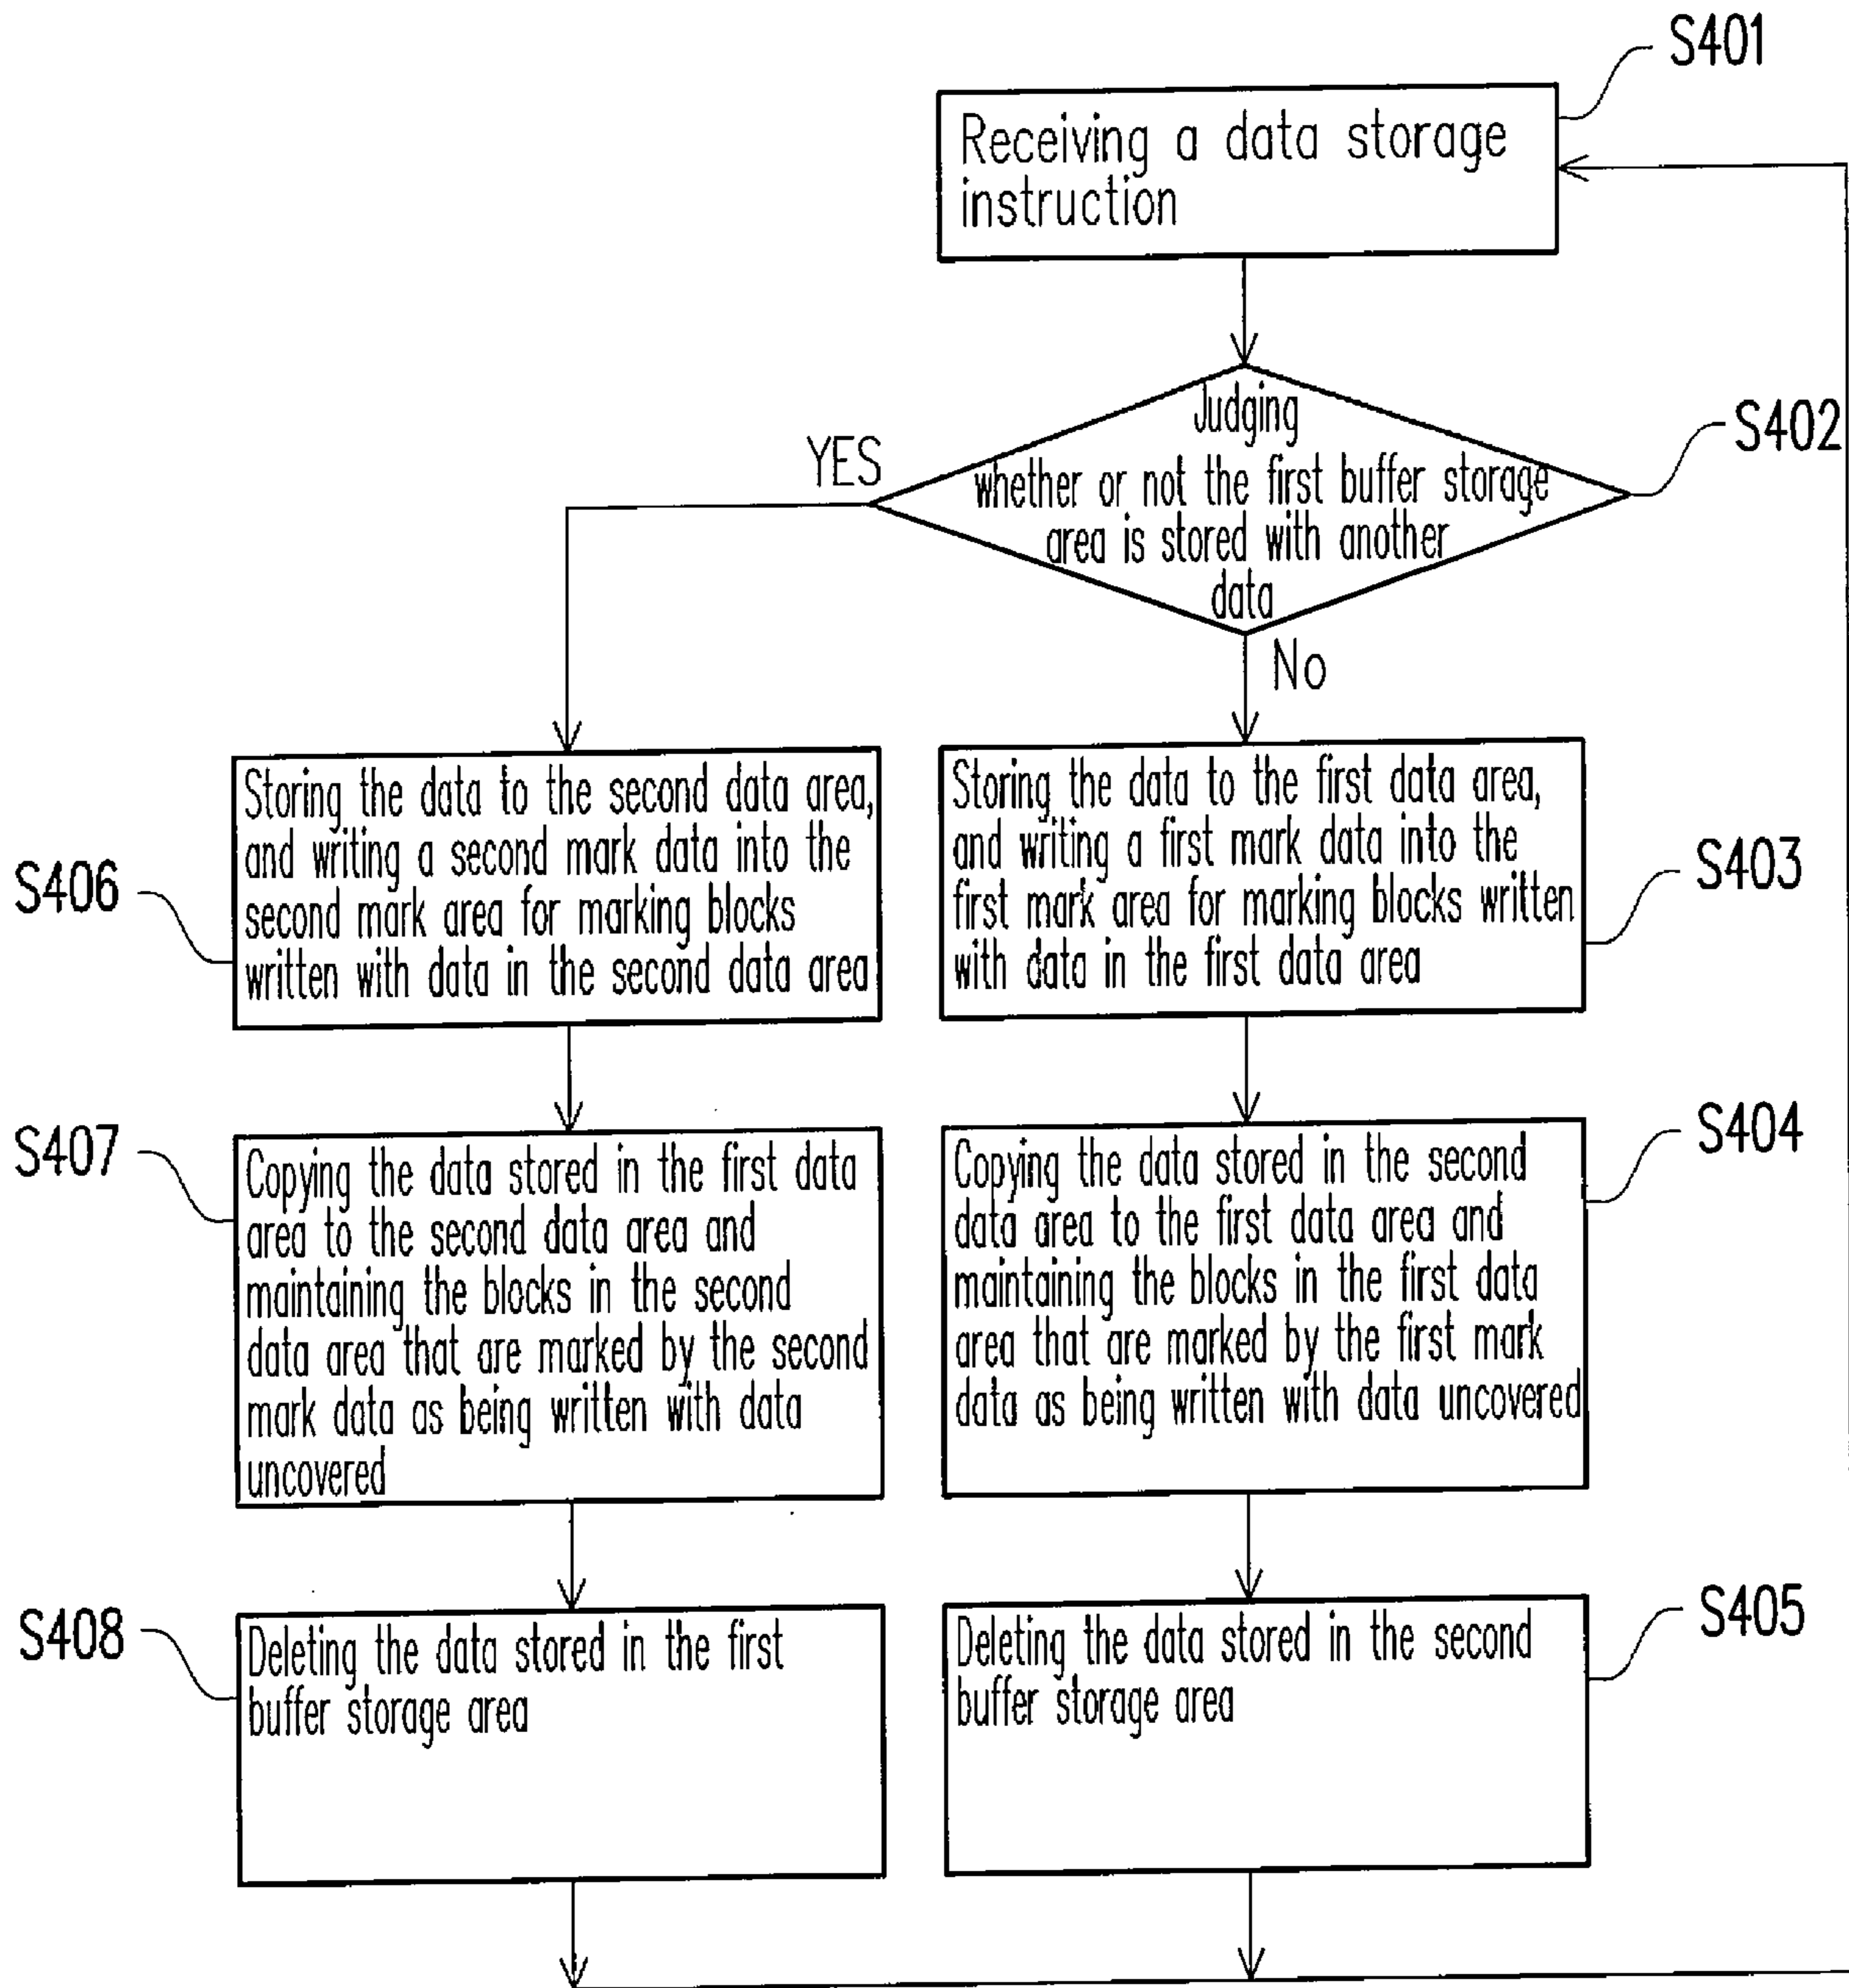 S401
Receiving a data storage
instruction
S402
Judging
whether or not the first buffer storage
area is stored with another
data
YES
No
S406
Storing the data to the second data area,
and writing a second mark data into the
second mark area for marking blocks
written with data in the second data area
S403
Storing the data to the first data area,
and writing a first mark data into the
first mark area for marking blocks written
with data in the first data area
S407
Copying the data stored in the first data
area to the second data area and
maintaining the blocks in the second
data area that are marked by the second
mark data as being written with data
uncovered
S404
Copying the data stored in the second
data area to the first data area and
maintaining the blocks in the first data
area that are marked by the first mark
data as being written with data uncovered
S408
Deleting the data stored in the first
buffer storage area
S405
Deleting the data stored in the second
buffer storage area